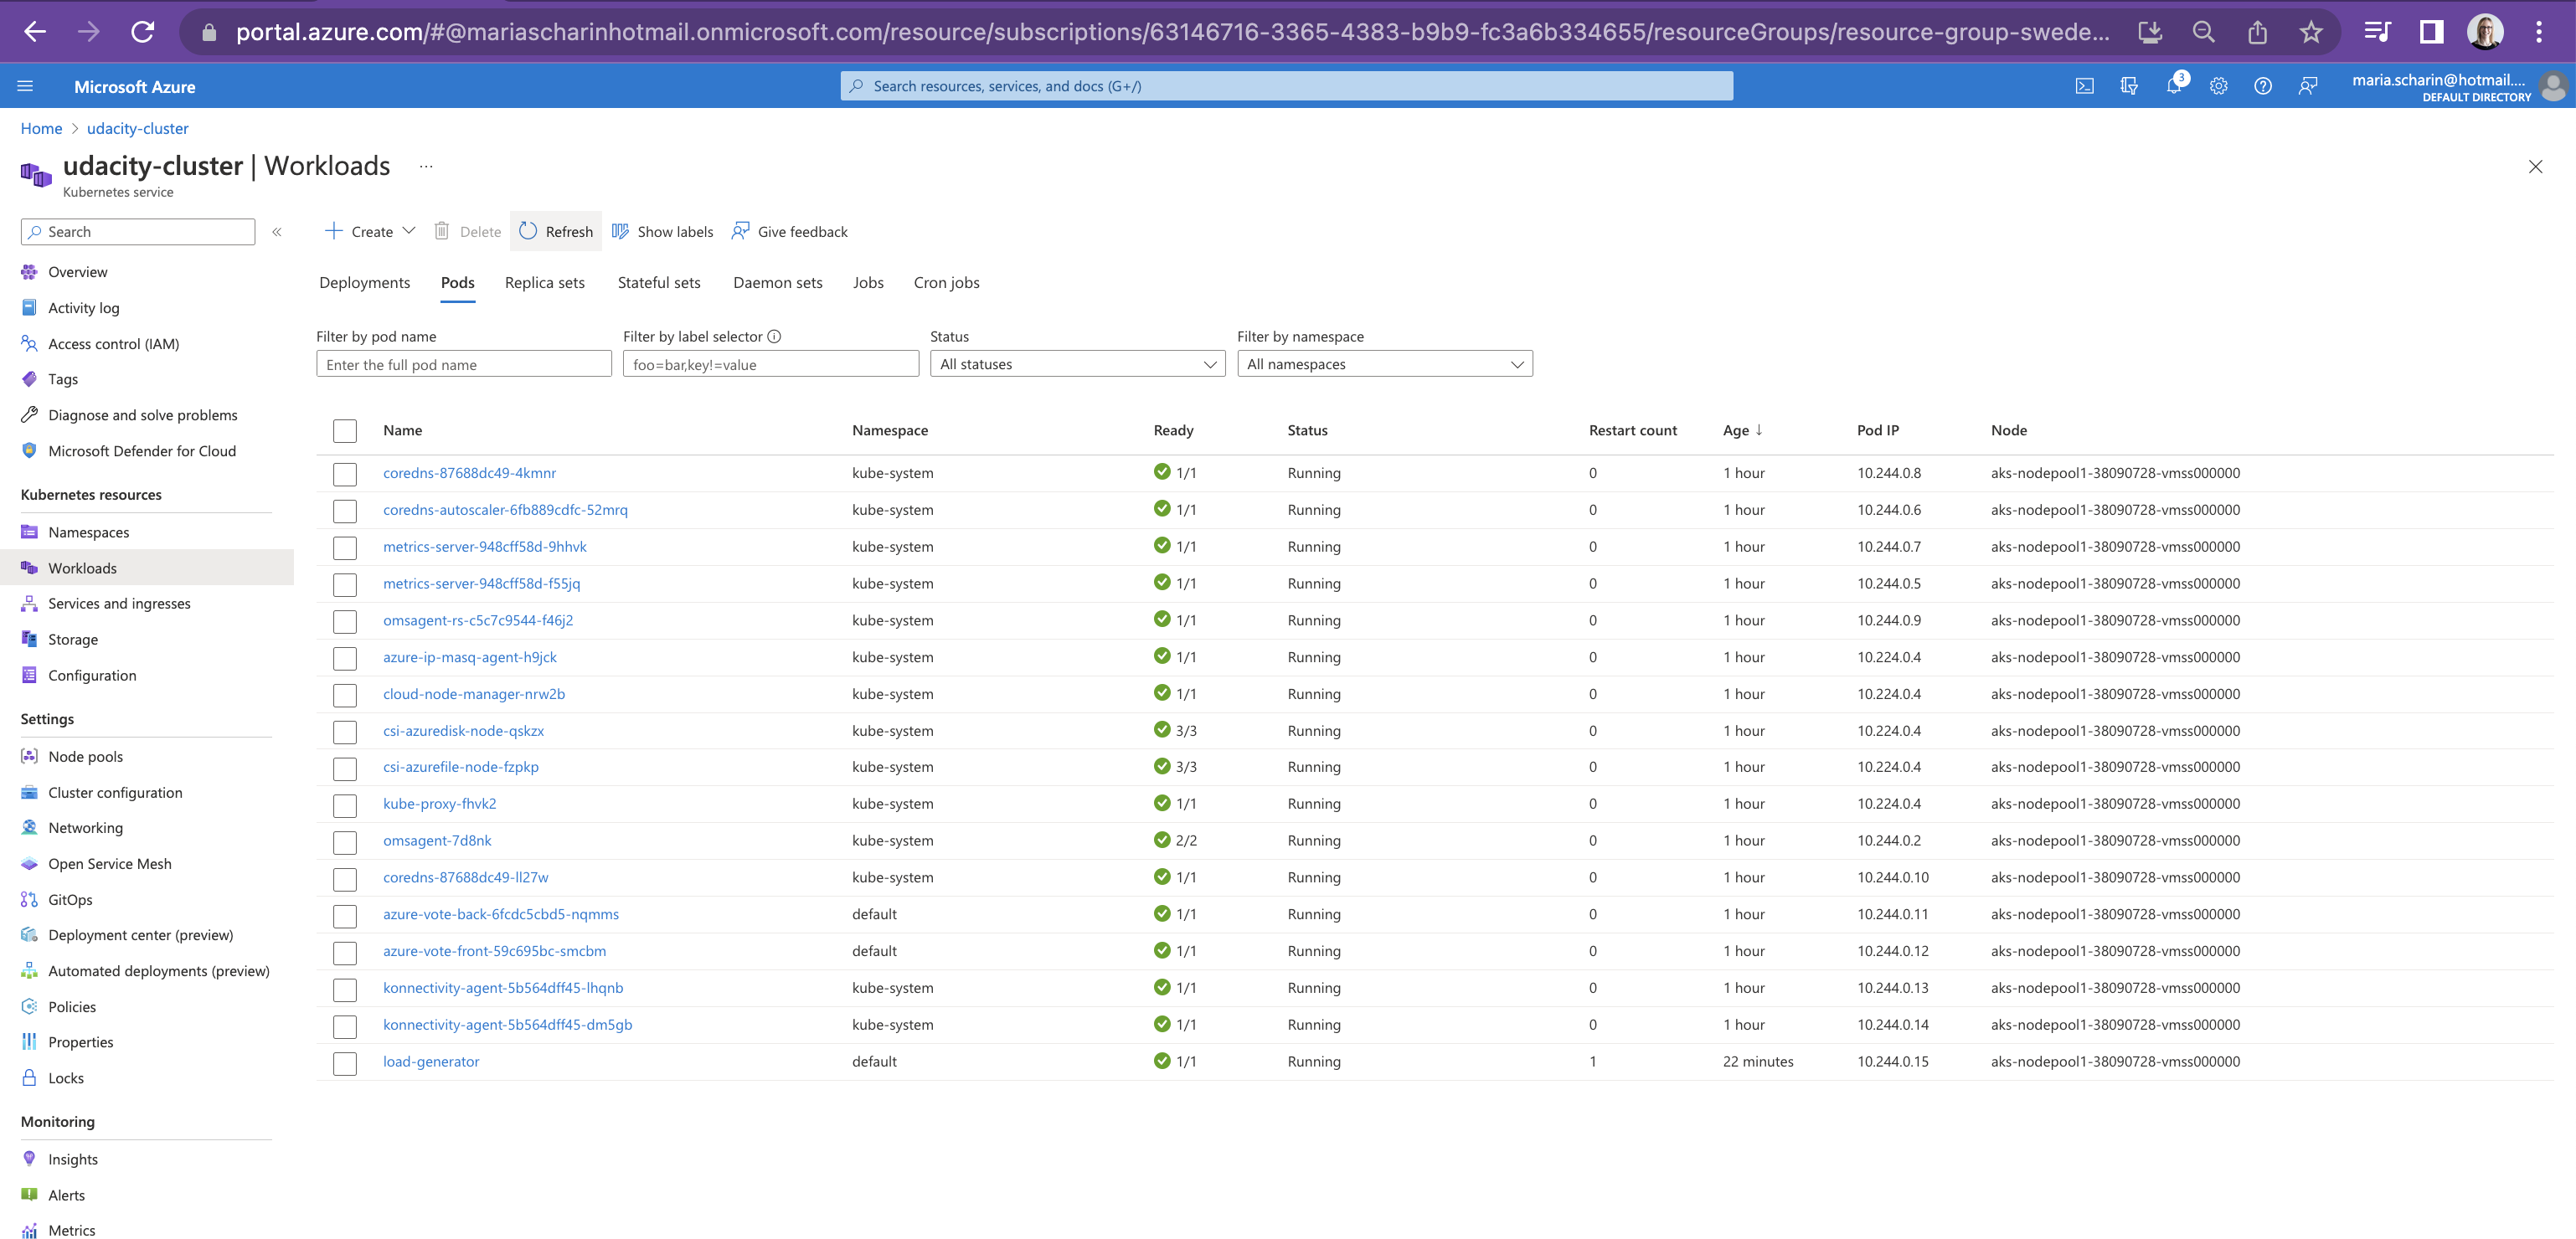 portal.azure.com/#@mariascharinhotmail.onmicrosoft.com/resource/subscriptions/63146716-3365-4383-b9b9-fc3a6b334655/resourceGroups/resource-group-swede...
Microsoft Azure
Search resources, services, and docs (G+/)
3
maria.scharin@hotmail....
DEFAULT DIRECTORY
Home > udacity-cluster
udacity-cluster | Workloads ...
Kubernetes service
Search
Overview
Activity log
Access control (IAM)
Tags
Diagnose and solve problems
Microsoft Defender for Cloud
Kubernetes resources
Namespaces
Workloads
Services and ingresses
Storage
Configuration
Settings
Node pools
Cluster configuration
Networking
Open Service Mesh
GitOps
Deployment center (preview)
Automated deployments (preview)
Policies
Properties
Locks
Monitoring
Insights
Alerts
Metrics
Create Delete Refresh Show labels Give feedback
Deployments Pods Replica sets Stateful sets Daemon sets Jobs Cron jobs
Filter by pod name Filter by label selector Status Filter by namespace
Enter the full pod name foo=bar,key!=value All statuses All namespaces
Name Namespace Ready Status Restart count Age ↓ Pod IP Node
coredns-87688dc49-4kmnr kube-system 1/1 Running 0 1 hour 10.244.0.8 aks-nodepool1-38090728-vmss000000
coredns-autoscaler-6fb889cdfc-52mrq kube-system 1/1 Running 0 1 hour 10.244.0.6 aks-nodepool1-38090728-vmss000000
metrics-server-948cff58d-9hhvk kube-system 1/1 Running 0 1 hour 10.244.0.7 aks-nodepool1-38090728-vmss000000
metrics-server-948cff58d-f55jq kube-system 1/1 Running 0 1 hour 10.244.0.5 aks-nodepool1-38090728-vmss000000
omsagent-rs-c5c7c9544-f46j2 kube-system 1/1 Running 0 1 hour 10.244.0.9 aks-nodepool1-38090728-vmss000000
azure-ip-masq-agent-h9jck kube-system 1/1 Running 0 1 hour 10.224.0.4 aks-nodepool1-38090728-vmss000000
cloud-node-manager-nrw2b kube-system 1/1 Running 0 1 hour 10.224.0.4 aks-nodepool1-38090728-vmss000000
csi-azuredisk-node-qskzx kube-system 3/3 Running 0 1 hour 10.224.0.4 aks-nodepool1-38090728-vmss000000
csi-azurefile-node-fzpkp kube-system 3/3 Running 0 1 hour 10.224.0.4 aks-nodepool1-38090728-vmss000000
kube-proxy-fhvk2 kube-system 1/1 Running 0 1 hour 10.224.0.4 aks-nodepool1-38090728-vmss000000
omsagent-7d8nk kube-system 2/2 Running 0 1 hour 10.244.0.2 aks-nodepool1-38090728-vmss000000
coredns-87688dc49-ll27w kube-system 1/1 Running 0 1 hour 10.244.0.10 aks-nodepool1-38090728-vmss000000
azure-vote-back-6fcdc5cbd5-nqmms default 1/1 Running 0 1 hour 10.244.0.11 aks-nodepool1-38090728-vmss000000
azure-vote-front-59c695bc-smcbm default 1/1 Running 0 1 hour 10.244.0.12 aks-nodepool1-38090728-vmss000000
konnectivity-agent-5b564dff45-lhqnb kube-system 1/1 Running 0 1 hour 10.244.0.13 aks-nodepool1-38090728-vmss000000
konnectivity-agent-5b564dff45-dm5gb kube-system 1/1 Running 0 1 hour 10.244.0.14 aks-nodepool1-38090728-vmss000000
load-generator default 1/1 Running 1 22 minutes 10.244.0.15 aks-nodepool1-38090728-vmss000000